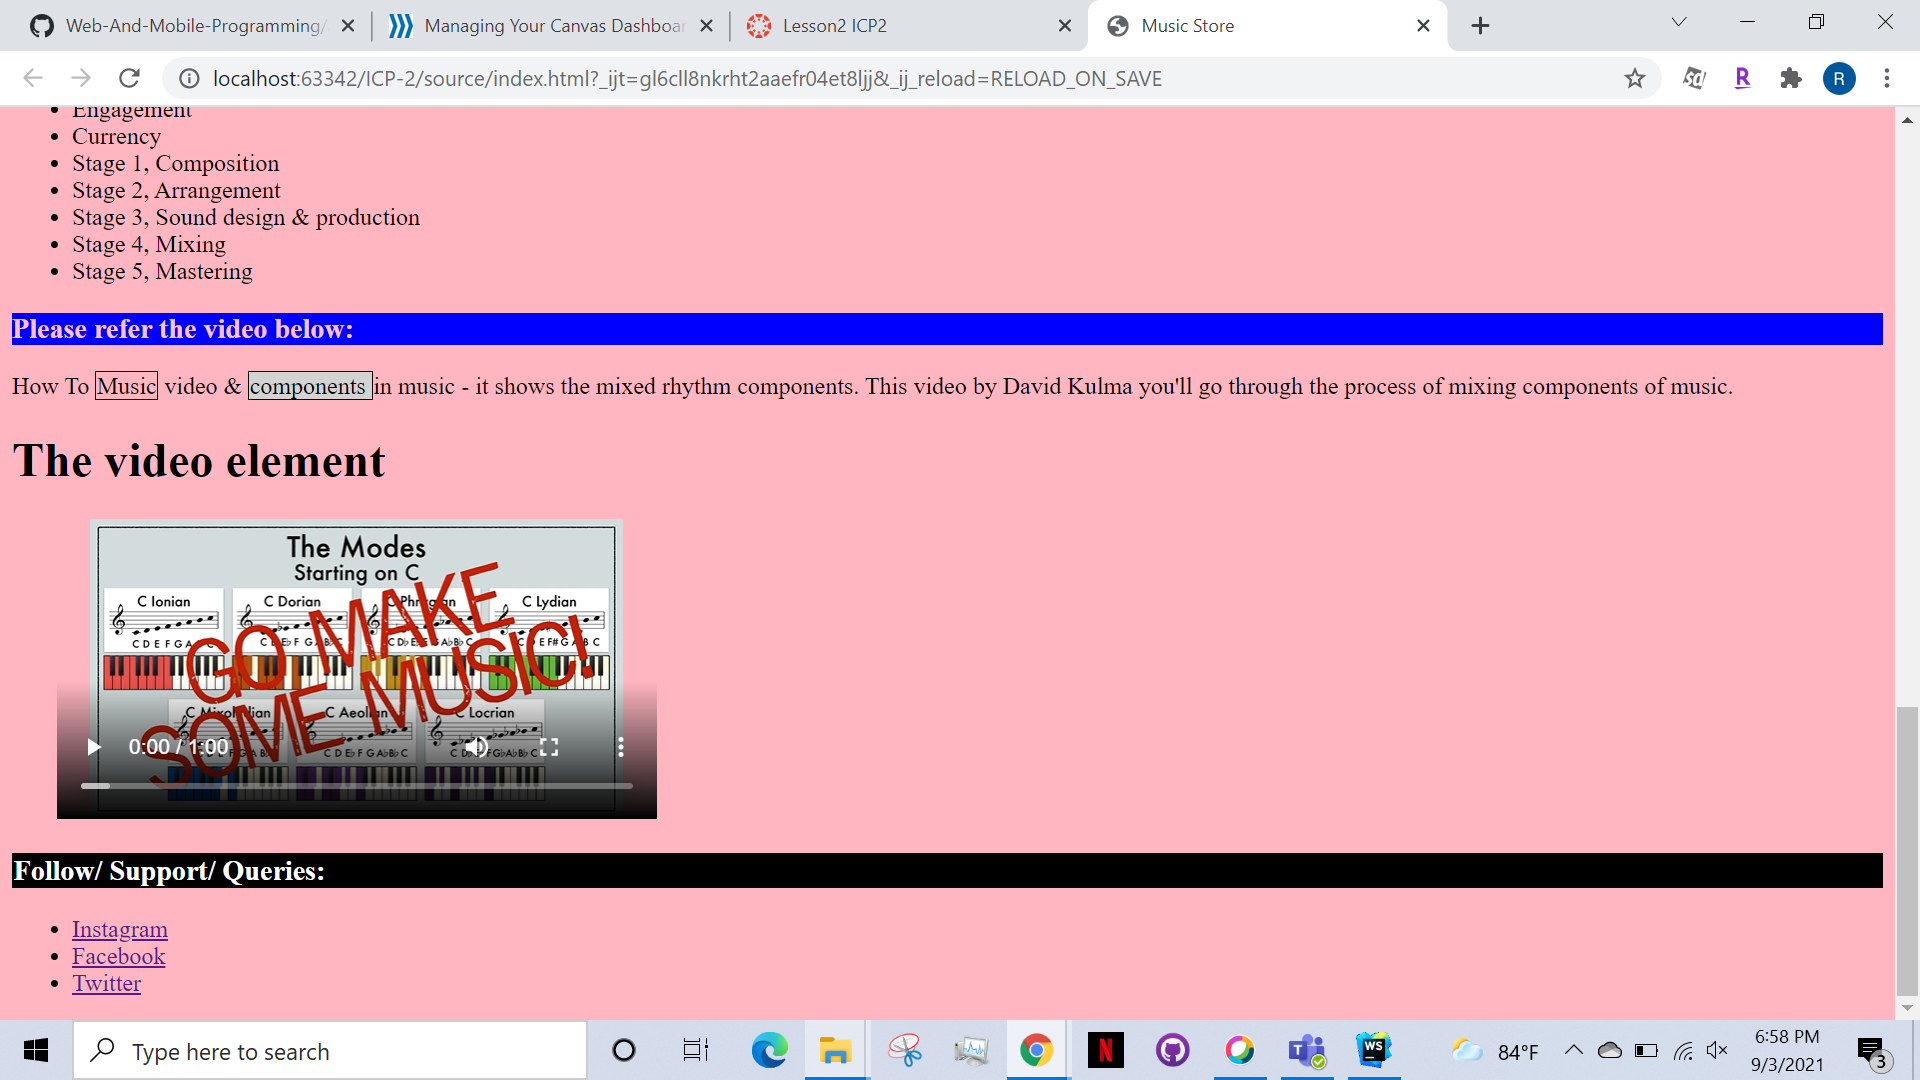 Web-And-Mobile-Programming/
Managing Your Canvas Dashboar
Lesson2 ICP2
Music Store
localhost:63342/ICP-2/source/index.html?_ijt=gl6cll8nkrht2aaefr04et8ljj&_ij_reload=RELOAD_ON_SAVE
R
R
Engagement
Currency
Stage 1, Composition
Stage 2, Arrangement
Stage 3, Sound design & production
Stage 4, Mixing
Stage 5, Mastering
Please refer the video below:
How To Music video & components in music - it shows the mixed rhythm components. This video by David Kulma you'll go through the process of mixing components of music.
The video element
The Modes
Starting on C
C Ionian
C Dorian
C Phrygian
C Lydian
GO MAKE
SOME MUSIC!
C Mixolydian
C Aeolian
C Locrian
0:00 / 1:00
Follow/ Support/ Queries:
Instagram
Facebook
Twitter
Type here to search
N
WS
84°F
6:58 PM
9/3/2021
3